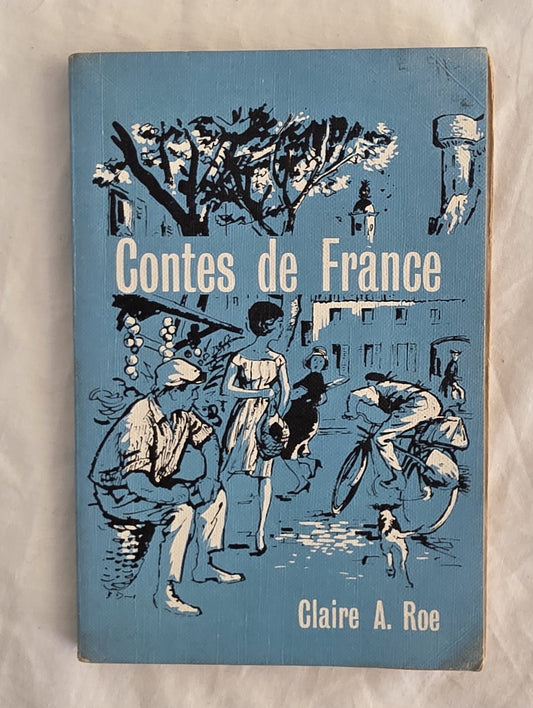 Contes de France
Claire A. Roe